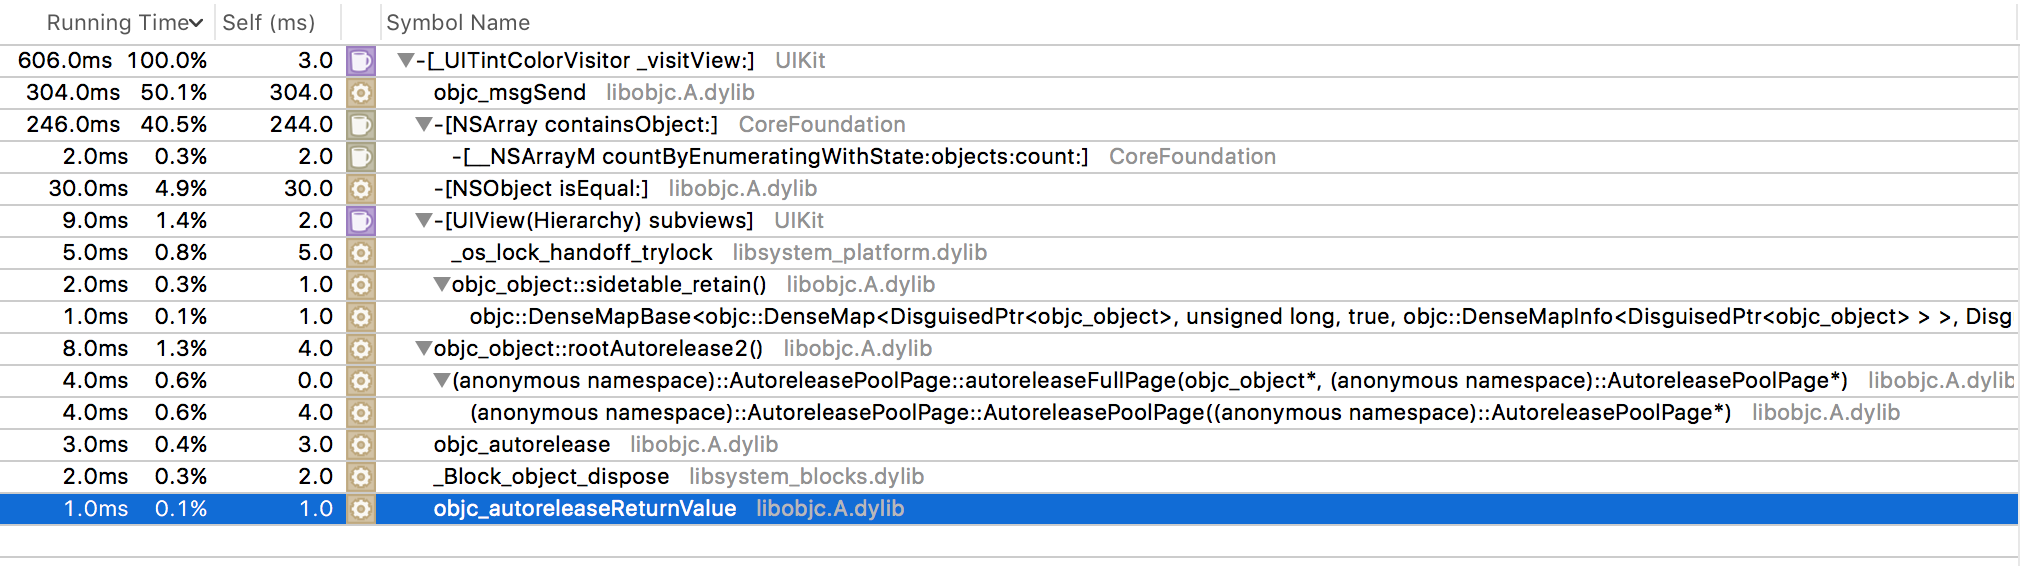 Running Time Self (ms) Symbol Name
606.0ms 100.0% 3.0 -[_UITintColorVisitor _visitView:] UIKit
304.0ms 50.1% 304.0 objc_msgSend libobjc.A.dylib
246.0ms 40.5% 244.0 -[NSArray containsObject:] CoreFoundation
2.0ms 0.3% 2.0 -[__NSArrayM countByEnumeratingWithState:objects:count:] CoreFoundation
30.0ms 4.9% 30.0 -[NSObject isEqual:] libobjc.A.dylib
9.0ms 1.4% 2.0 -[UIView(Hierarchy) subviews] UIKit
5.0ms 0.8% 5.0 _os_lock_handoff_trylock libsystem_platform.dylib
2.0ms 0.3% 1.0 objc_object::sidetable_retain() libobjc.A.dylib
1.0ms 0.1% 1.0 objc::DenseMapBase<objc::DenseMap<DisguisedPtr<objc_object>, unsigned long, true, objc::DenseMapInfo<DisguisedPtr<objc_object> > >, Disg
8.0ms 1.3% 4.0 objc_object::rootAutorelease2() libobjc.A.dylib
4.0ms 0.6% 0.0 (anonymous namespace)::AutoreleasePoolPage::autoreleaseFullPage(objc_object*, (anonymous namespace)::AutoreleasePoolPage*) libobjc.A.dylib
4.0ms 0.6% 4.0 (anonymous namespace)::AutoreleasePoolPage::AutoreleasePoolPage((anonymous namespace)::AutoreleasePoolPage*) libobjc.A.dylib
3.0ms 0.4% 3.0 objc_autorelease libobjc.A.dylib
2.0ms 0.3% 2.0 _Block_object_dispose libsystem_blocks.dylib
1.0ms 0.1% 1.0 objc_autoreleaseReturnValue libobjc.A.dylib